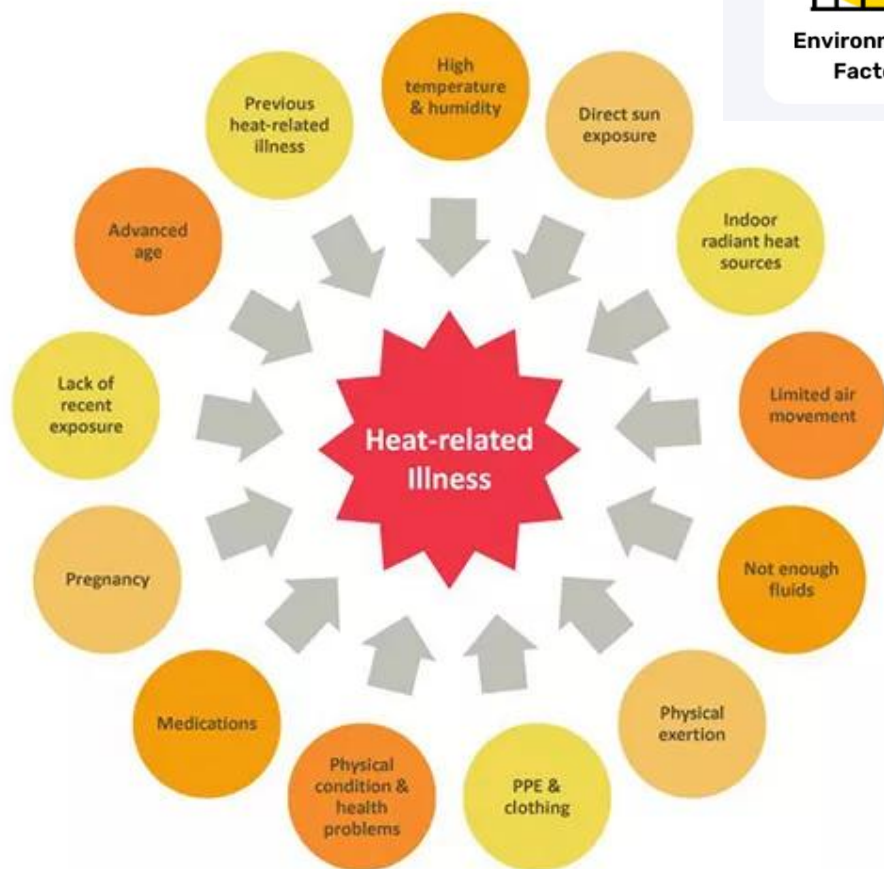 High
temperature
& humidity
Direct sun
exposure
Indoor
radiant heat
sources
Limited air
movement
Not enough
fluids
Physical
exertion
PPE &
clothing
Physical
condition &
health
problems
Medications
Pregnancy
Lack of
recent
exposure
Advanced
age
Previous
heat-related
illness
Heat-related
Illness